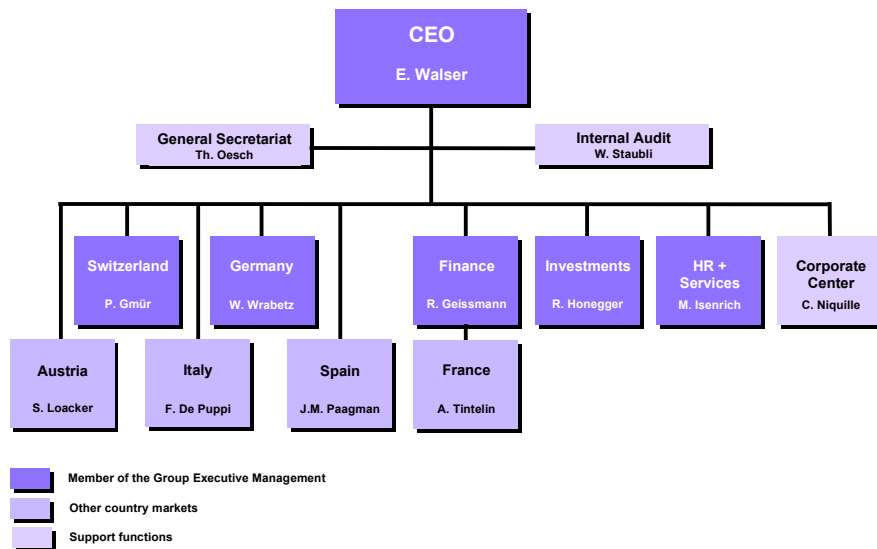 CEO
E. Walser
General Secretariat
Th. Oesch
Internal Audit
W. Staubli
Switzerland
P. Gmür
Germany
W. Wrabetz
Finance
R. Geissmann
Investments
R. Honegger
HR +
Services
M. Isenrich
Corporate
Center
C. Niquille
Austria
S. Loacker
Italy
F. De Puppi
Spain
J.M. Paagman
France
A. Tintelin
Member of the Group Executive Management
Other country markets
Support functions